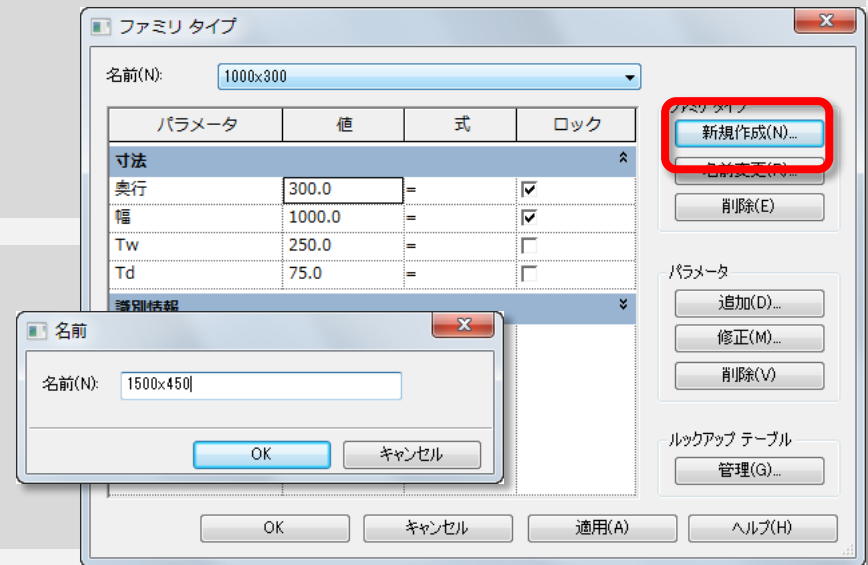 ファミリ タイプ
名前(N):
1000x300
パラメータ 値 式 ロック
寸法
奥行 300.0 =
幅 1000.0 =
Tw 250.0 =
Td 75.0 =
識別情報
ファミリ タイプ
新規作成(N)...
名前変更(R)...
削除(E)
パラメータ
追加(D)...
修正(M)...
削除(V)
ルックアップ テーブル
管理(G)...
名前
名前(N): 1500x450
OK キャンセル
OK キャンセル 適用(A) ヘルプ(H)